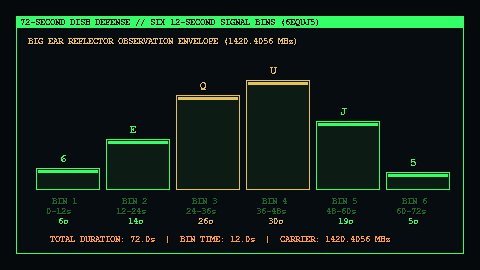 72-SECOND DISH DEFENSE // SIX 12-SECOND SIGNAL BINS (6EQUJ5)
BIG EAR REFLECTOR OBSERVATION ENVELOPE (1420.4056 MHz)
6 E Q U J 5
BIN 1 BIN 2 BIN 3 BIN 4 BIN 5 BIN 6
0-12s 12-24s 24-36s 36-48s 48-60s 60-72s
6σ 14σ 26σ 30σ 19σ 5σ
TOTAL DURATION: 72.0s | BIN TIME: 12.0s | CARRIER: 1420.4056 MHz